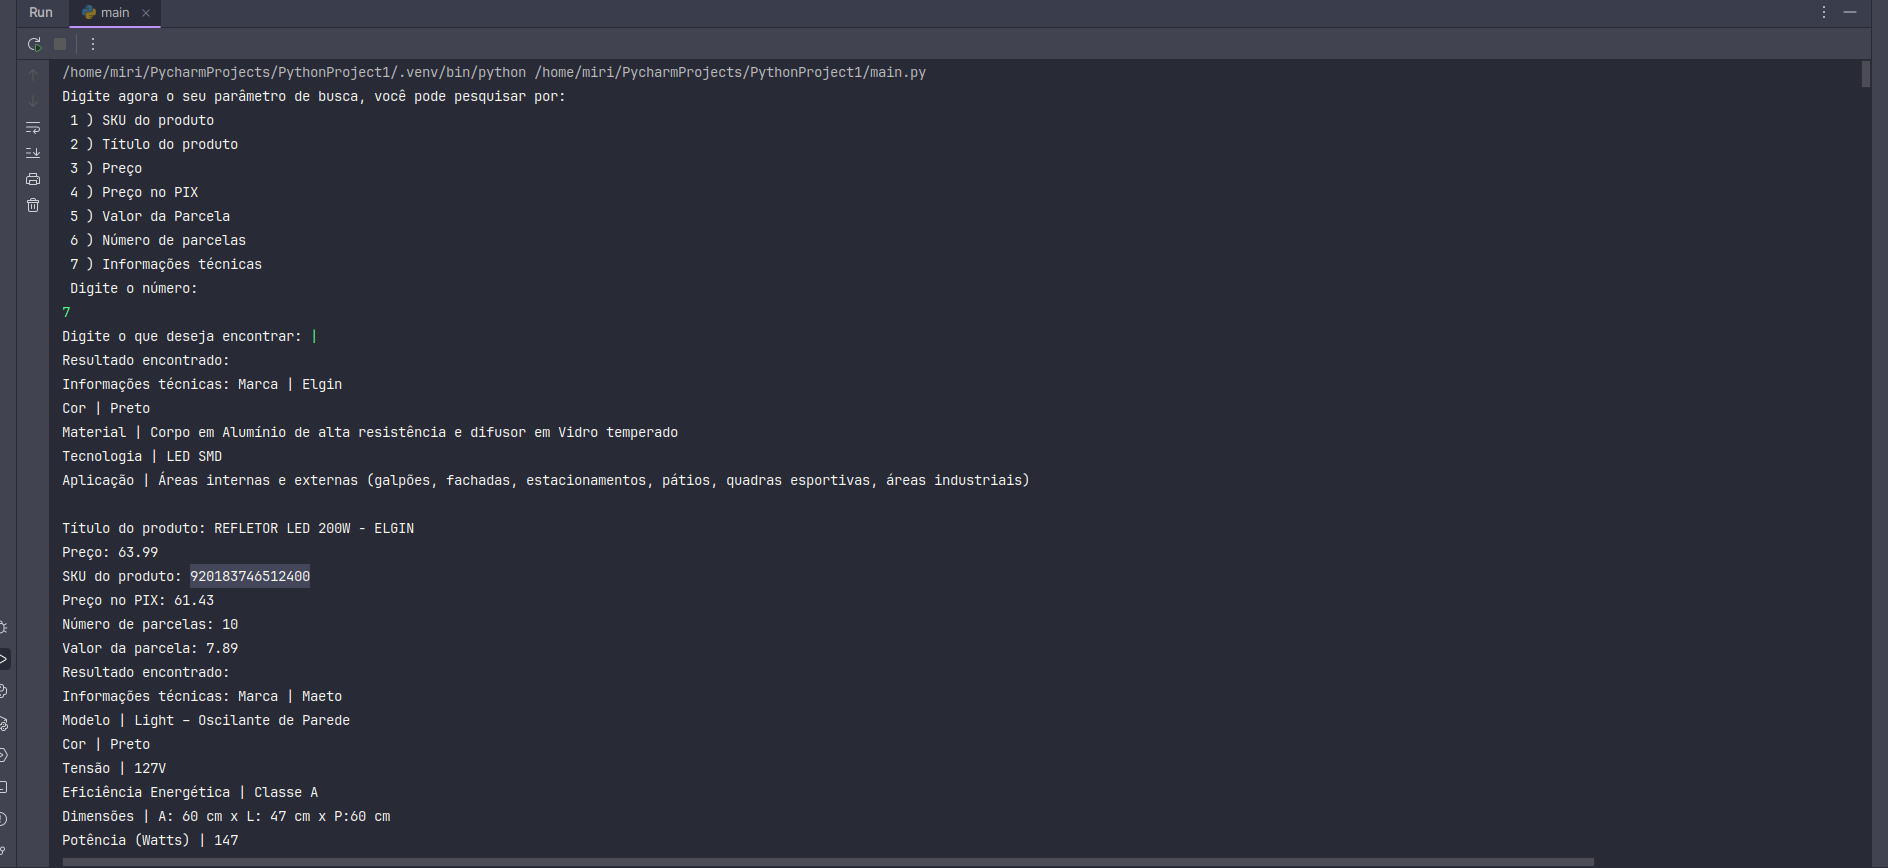 Run main
/home/miri/PycharmProjects/PythonProject1/.venv/bin/python /home/miri/PycharmProjects/PythonProject1/main.py
Digite agora o seu parâmetro de busca, você pode pesquisar por:
1 ) SKU do produto
2 ) Título do produto
3 ) Preço
4 ) Preço no PIX
5 ) Valor da Parcela
6 ) Número de parcelas
7 ) Informações técnicas
Digite o número:
7
Digite o que deseja encontrar: |
Resultado encontrado:
Informações técnicas: Marca | Elgin
Cor | Preto
Material | Corpo em Alumínio de alta resistência e difusor em Vidro temperado
Tecnologia | LED SMD
Aplicação | Áreas internas e externas (galpões, fachadas, estacionamentos, pátios, quadras esportivas, áreas industriais)
Título do produto: REFLETOR LED 200W - ELGIN
Preço: 63.99
SKU do produto: 920183746512400
Preço no PIX: 61.43
Número de parcelas: 10
Valor da parcela: 7.89
Resultado encontrado:
Informações técnicas: Marca | Maeto
Modelo | Light – Oscilante de Parede
Cor | Preto
Tensão | 127V
Eficiência Energética | Classe A
Dimensões | A: 60 cm x L: 47 cm x P:60 cm
Potência (Watts) | 147